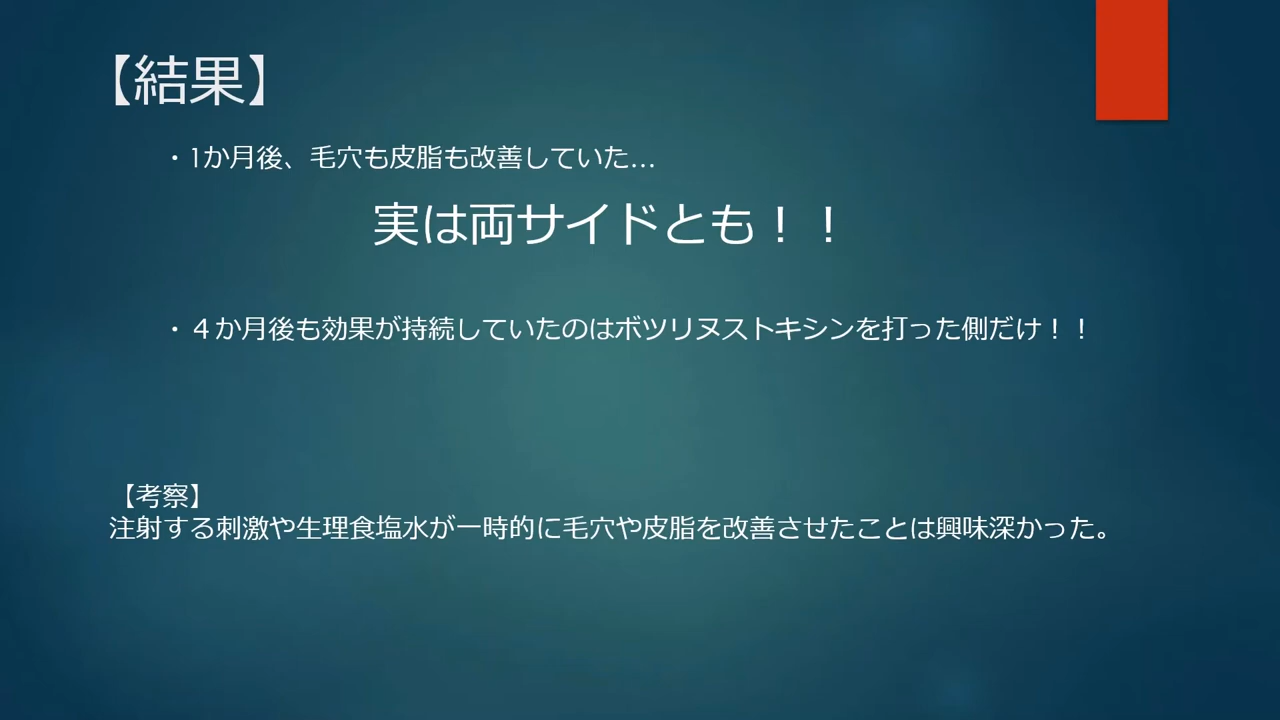 【結果】
・1か月後、毛穴も皮脂も改善していた…
実は両サイドとも！！
・４か月後も効果が持続していたのはボツリヌストキシンを打った側だけ！！
【考察】
注射する刺激や生理食塩水が一時的に毛穴や皮脂を改善させたことは興味深かった。